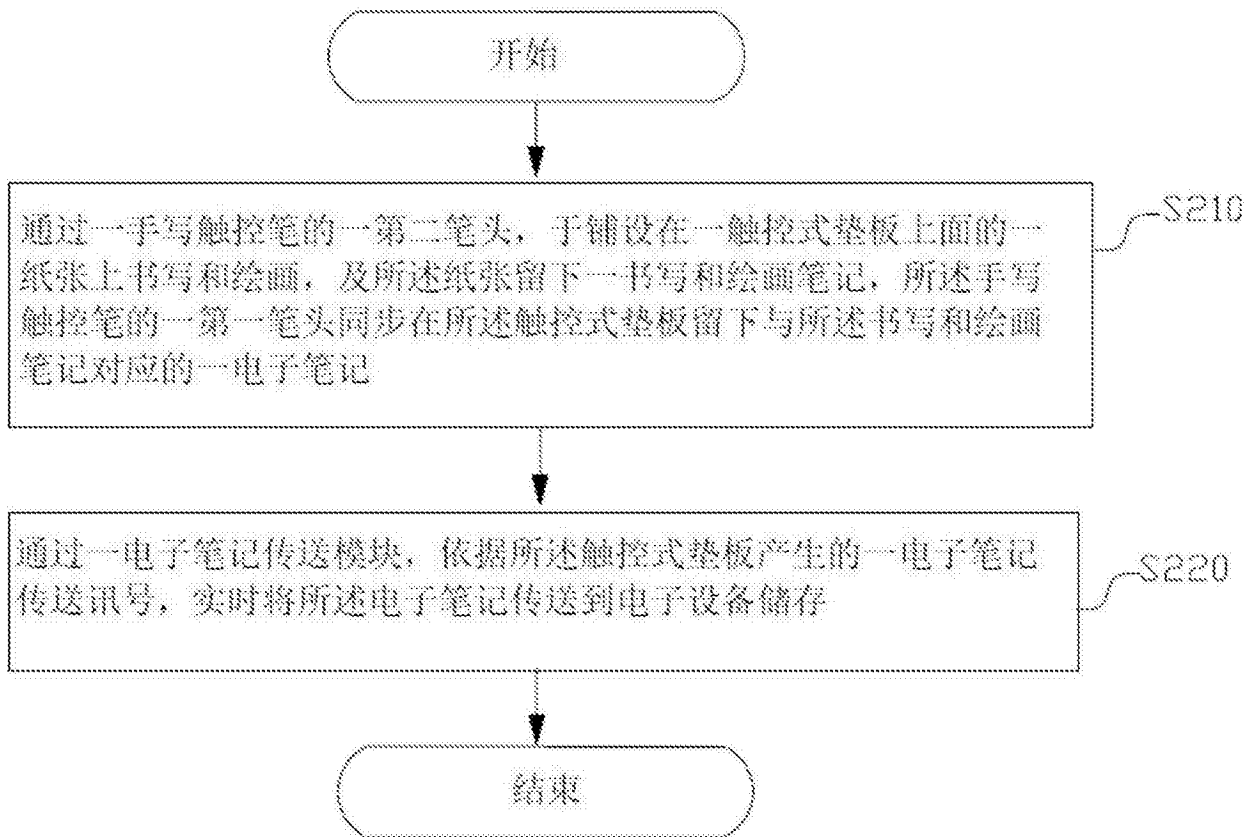 开始
通过一手写触控笔的一第二笔头，于铺设在一触控式垫板上面的一
S210
纸张上书写和绘画，及所述纸张留下一书写和绘画笔记，所述手写
触控笔的一第一笔头同步在所述触控式垫板留下与所述书写和绘画
笔记对应的一电子笔记
通过一电子笔记传送模块，依据所述触控式垫板产生的一电子笔记
S220
传送讯号，实时将所述电子笔记传送到电子设备储存
结束